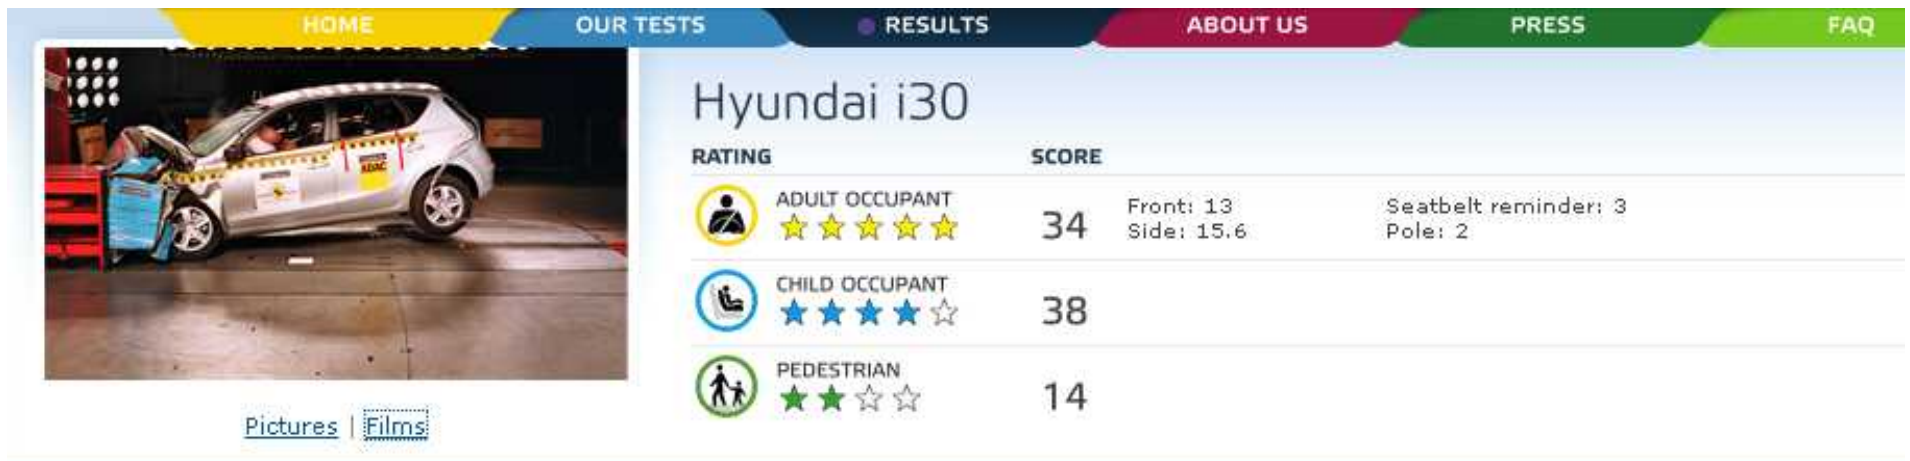 HOME OUR TESTS RESULTS ABOUT US PRESS FAQ
Hyundai i30
RATING SCORE
ADULT OCCUPANT
34 Front: 13 Seatbelt reminder: 3
Side: 15.6 Pole: 2
CHILD OCCUPANT
38
PEDESTRIAN
14
ADAC
Pictures | Films